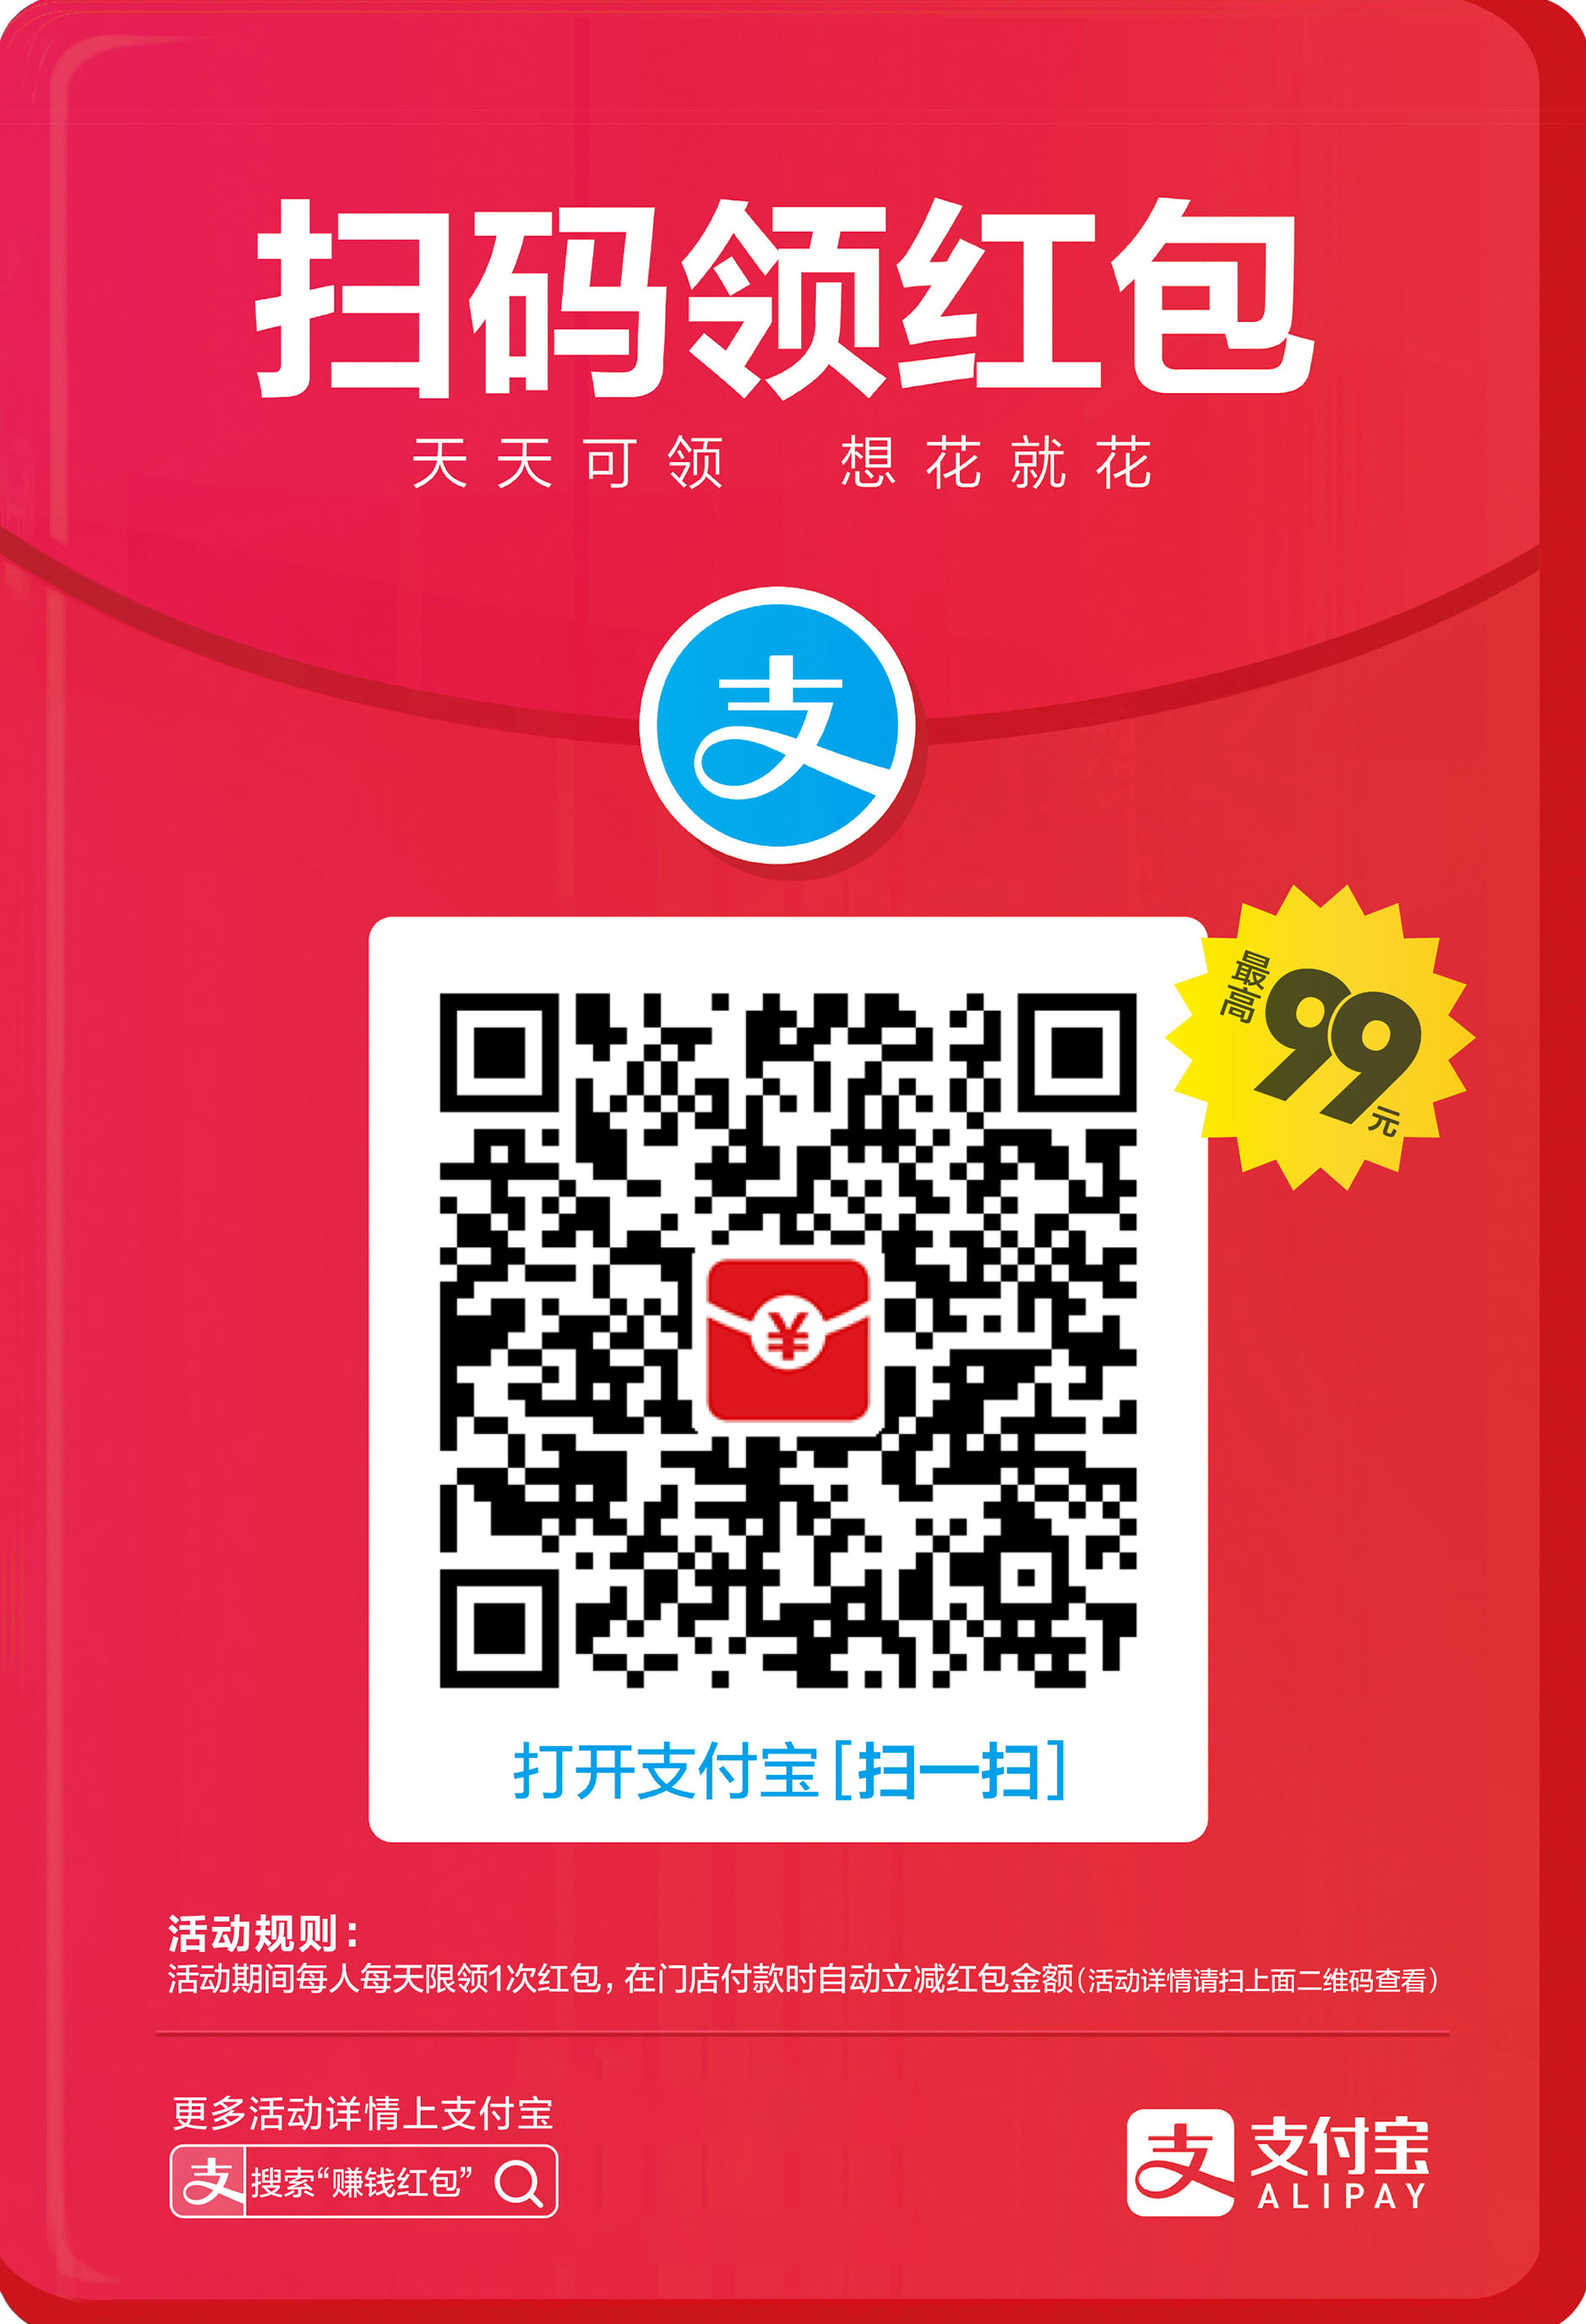 扫码领红包
天天可领 想花就花
支
最高
99
元
¥
打开支付宝[扫一扫]
活动规则：
活动期间每人每天限领1次红包，在门店付款时自动立减红包金额（活动详情请扫上面二维码查看）
更多活动详情上支付宝
支 搜索“赚钱红包”
支 支付宝
ALIPAY